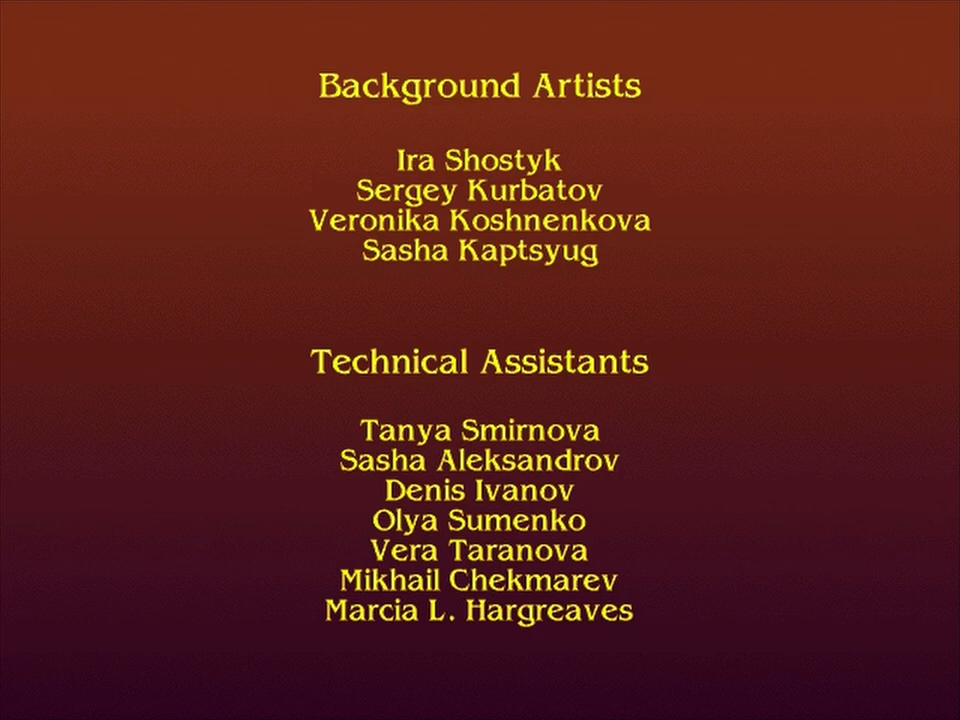 Background Artists
Ira Shostyk
Sergey Kurbatov
Veronika Koshnenkova
Sasha Kaptsyug
Technical Assistants
Tanya Smirnova
Sasha Aleksandrov
Denis Ivanov
Olya Sumenko
Vera Taranova
Mikhail Chekmarev
Marcia L. Hargreaves